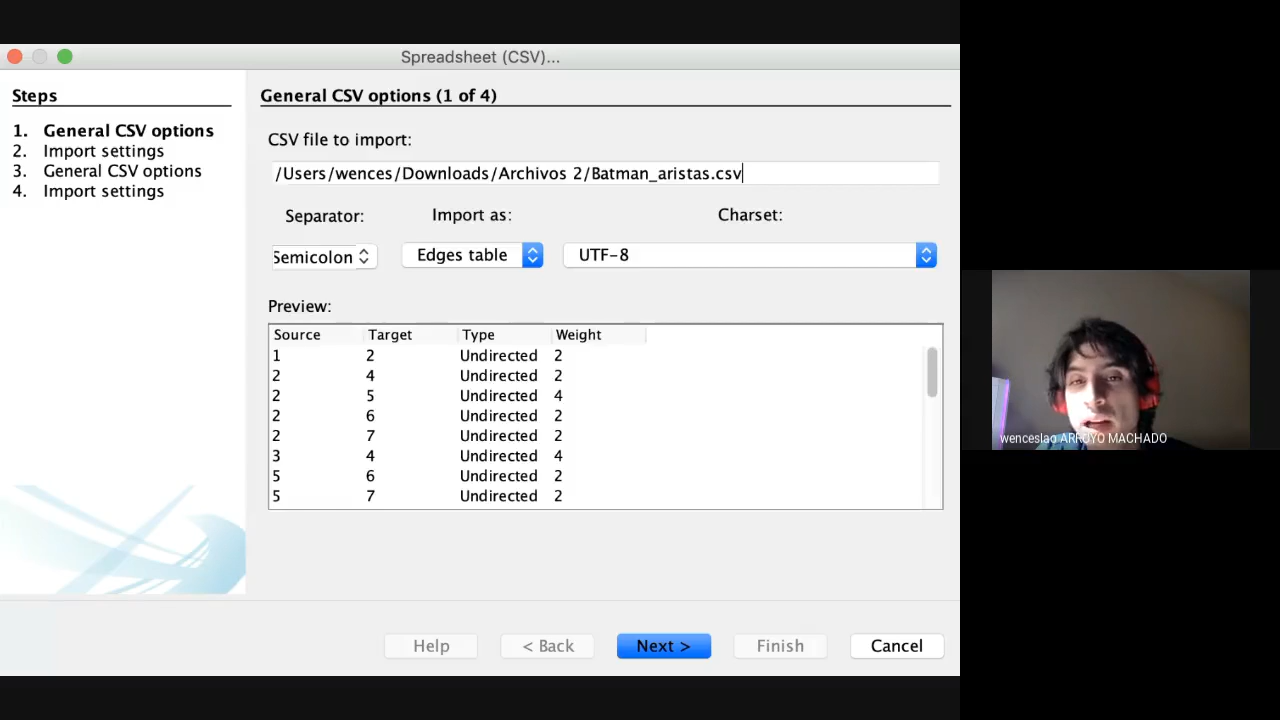 Spreadsheet (CSV)...
Steps
1. General CSV options
2. Import settings
3. General CSV options
4. Import settings
General CSV options (1 of 4)
CSV file to import:
/Users/wences/Downloads/Archivos 2/Batman_aristas.csv
Separator: Import as: Charset:
Semicolon Edges table UTF-8
Preview:
Source Target Type Weight
1 2 Undirected 2
2 4 Undirected 2
2 5 Undirected 4
2 6 Undirected 2
2 7 Undirected 2
3 4 Undirected 4
5 6 Undirected 2
5 7 Undirected 2
Help < Back Next > Finish Cancel
wenceslao ARROYO MACHADO